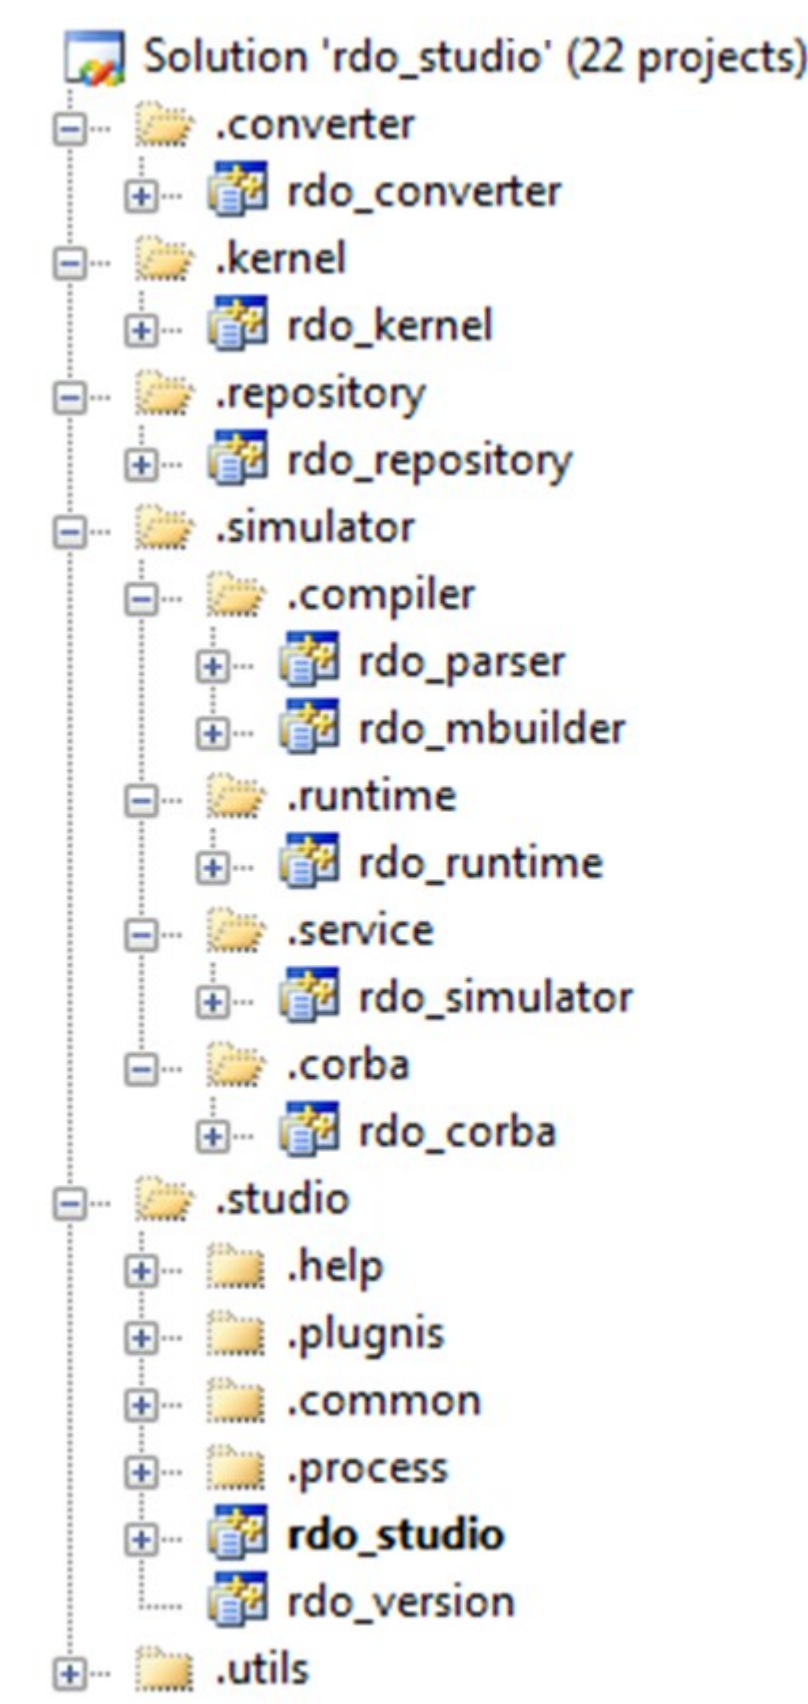 Solution 'rdo_studio' (22 projects)
.converter
rdo_converter
.kernel
rdo_kernel
.repository
rdo_repository
.simulator
.compiler
rdo_parser
rdo_mbuilder
.runtime
rdo_runtime
.service
rdo_simulator
.corba
rdo_corba
.studio
.help
.plugnis
.common
.process
rdo_studio
rdo_version
.utils